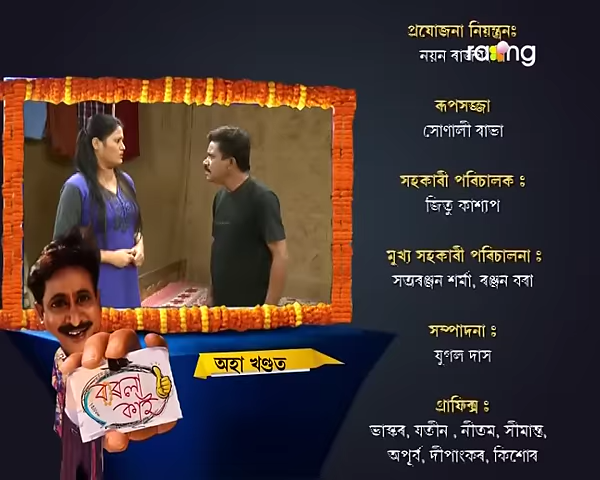 প্রযোজনা নিয়ন্ত্ৰনঃ
নয়ন
rang
ৰূপসজ্জা
সোণালী ৰাভা
সহকাৰী পৰিচালক ঃ
জিতু কাশ্যপ
মুখ্য সহকাৰী পৰিচালনা ঃ
সত্যৰঞ্জন শৰ্মা, ৰঞ্জন বৰা
সম্পাদনা ঃ
যুগল দাস
গ্ৰাফিক্স ঃ
ভাস্কৰ, যতীন , নীতম, সীমান্ত,
অপূৰ্ব, দীপাংকৰ, কিশোৰ
অহা খণ্ডত
বৰলা
কাই